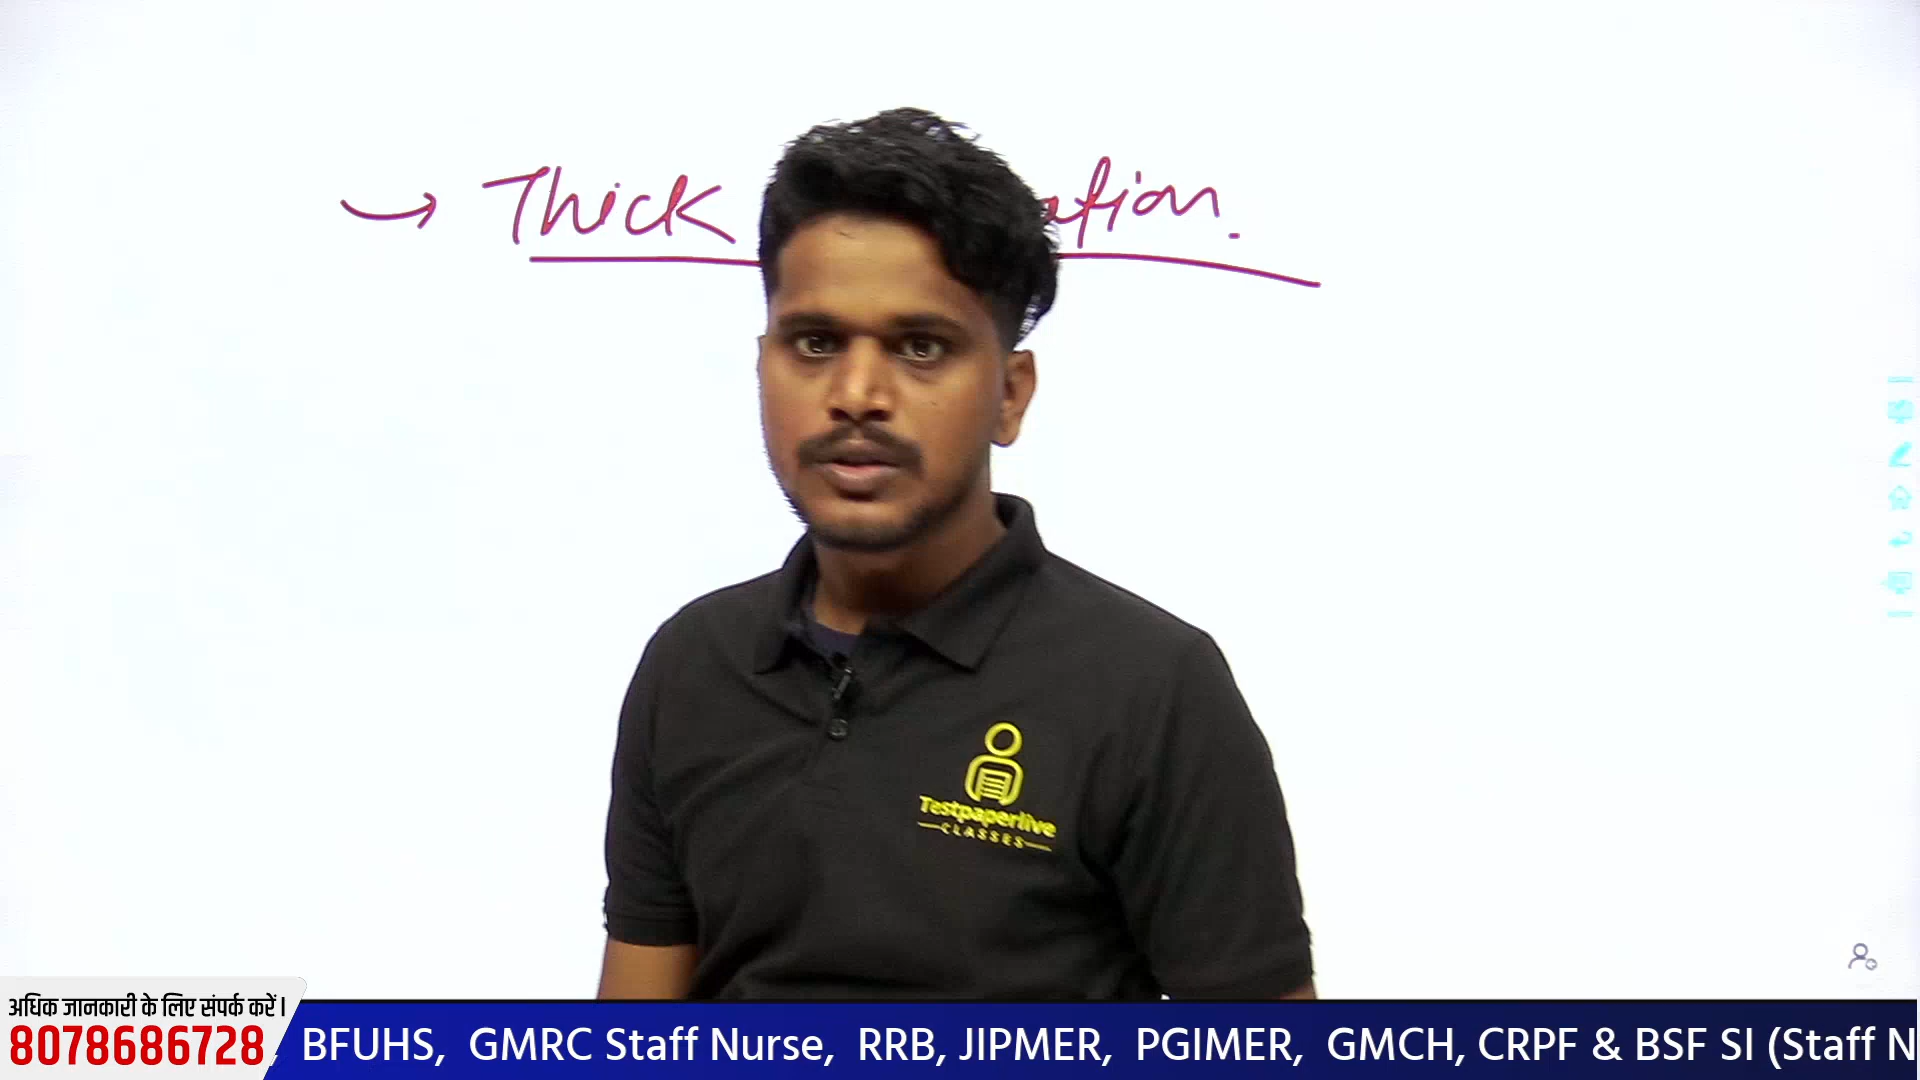 → Thick ation.
Testpaperlive
CLASSES
अधिक जानकारी के लिए संपर्क करें।
8078686728
, BFUHS, GMRC Staff Nurse, RRB, JIPMER, PGIMER, GMCH, CRPF & BSF SI (Staff N